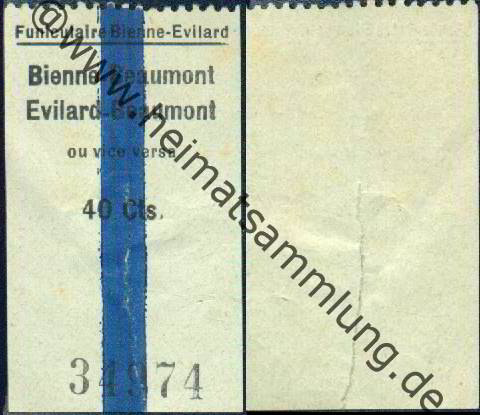 Funiculaire Bienne-Evilard
Bienne-Beaumont
Evilard-Beaumont
ou vice versa
40 Cts.
34974
@www.heimatsammlung.de